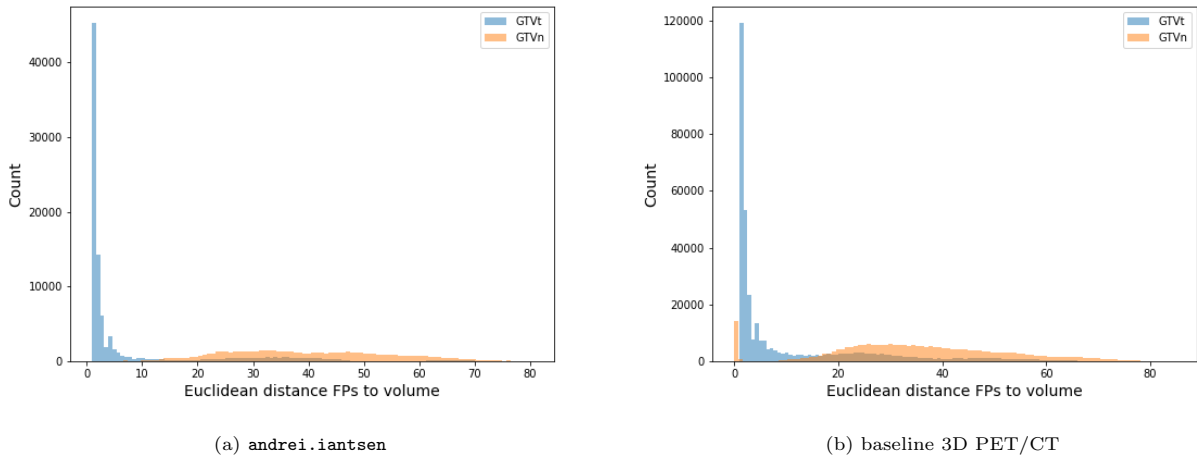 GTVt
GTVn
40000
30000
20000
10000
0
Count
0 10 20 30 40 50 60 70 80
Euclidean distance FPs to volume
(a) andrei.iantsen
GTVt
GTVn
120000
100000
80000
60000
40000
20000
0
Count
0 20 40 60 80
Euclidean distance FPs to volume
(b) baseline 3D PET/CT